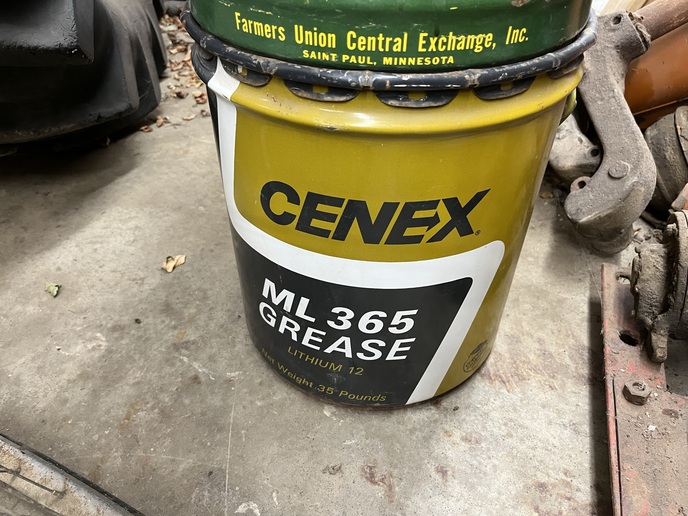 Farmers Union Central Exchange, Inc.
SAINT PAUL, MINNESOTA
CENEX®
ML 365
GREASE
LITHIUM 12
Net Weight 35 Pounds